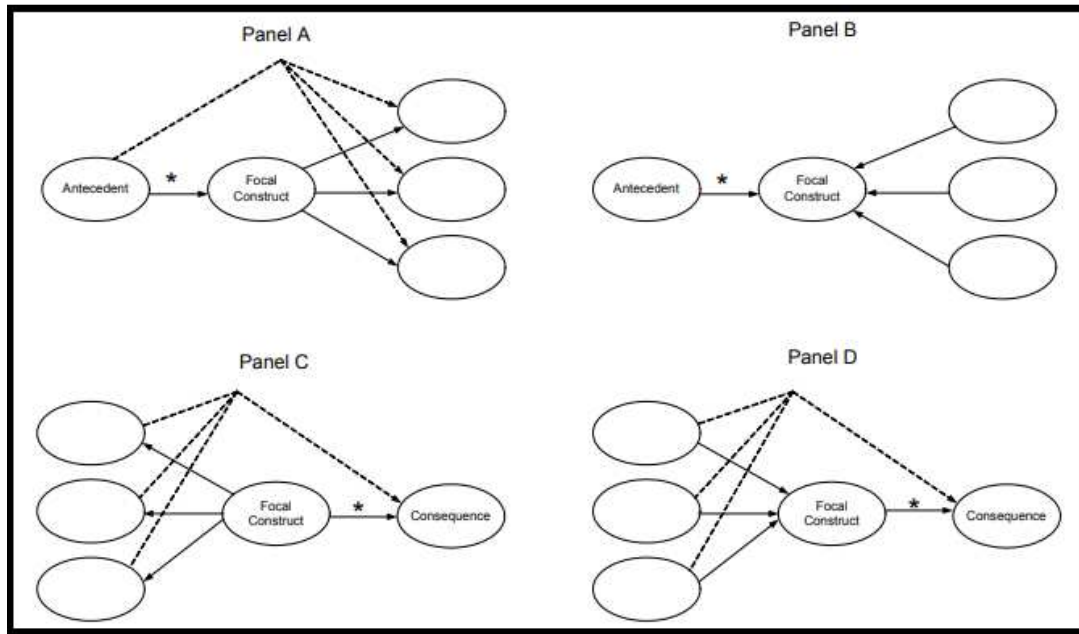 Panel A
Antecedent
*
Focal
Construct
Panel B
Antecedent
*
Focal
Construct
Panel C
Focal
Construct
*
Consequence
Panel D
Focal
Construct
*
Consequence